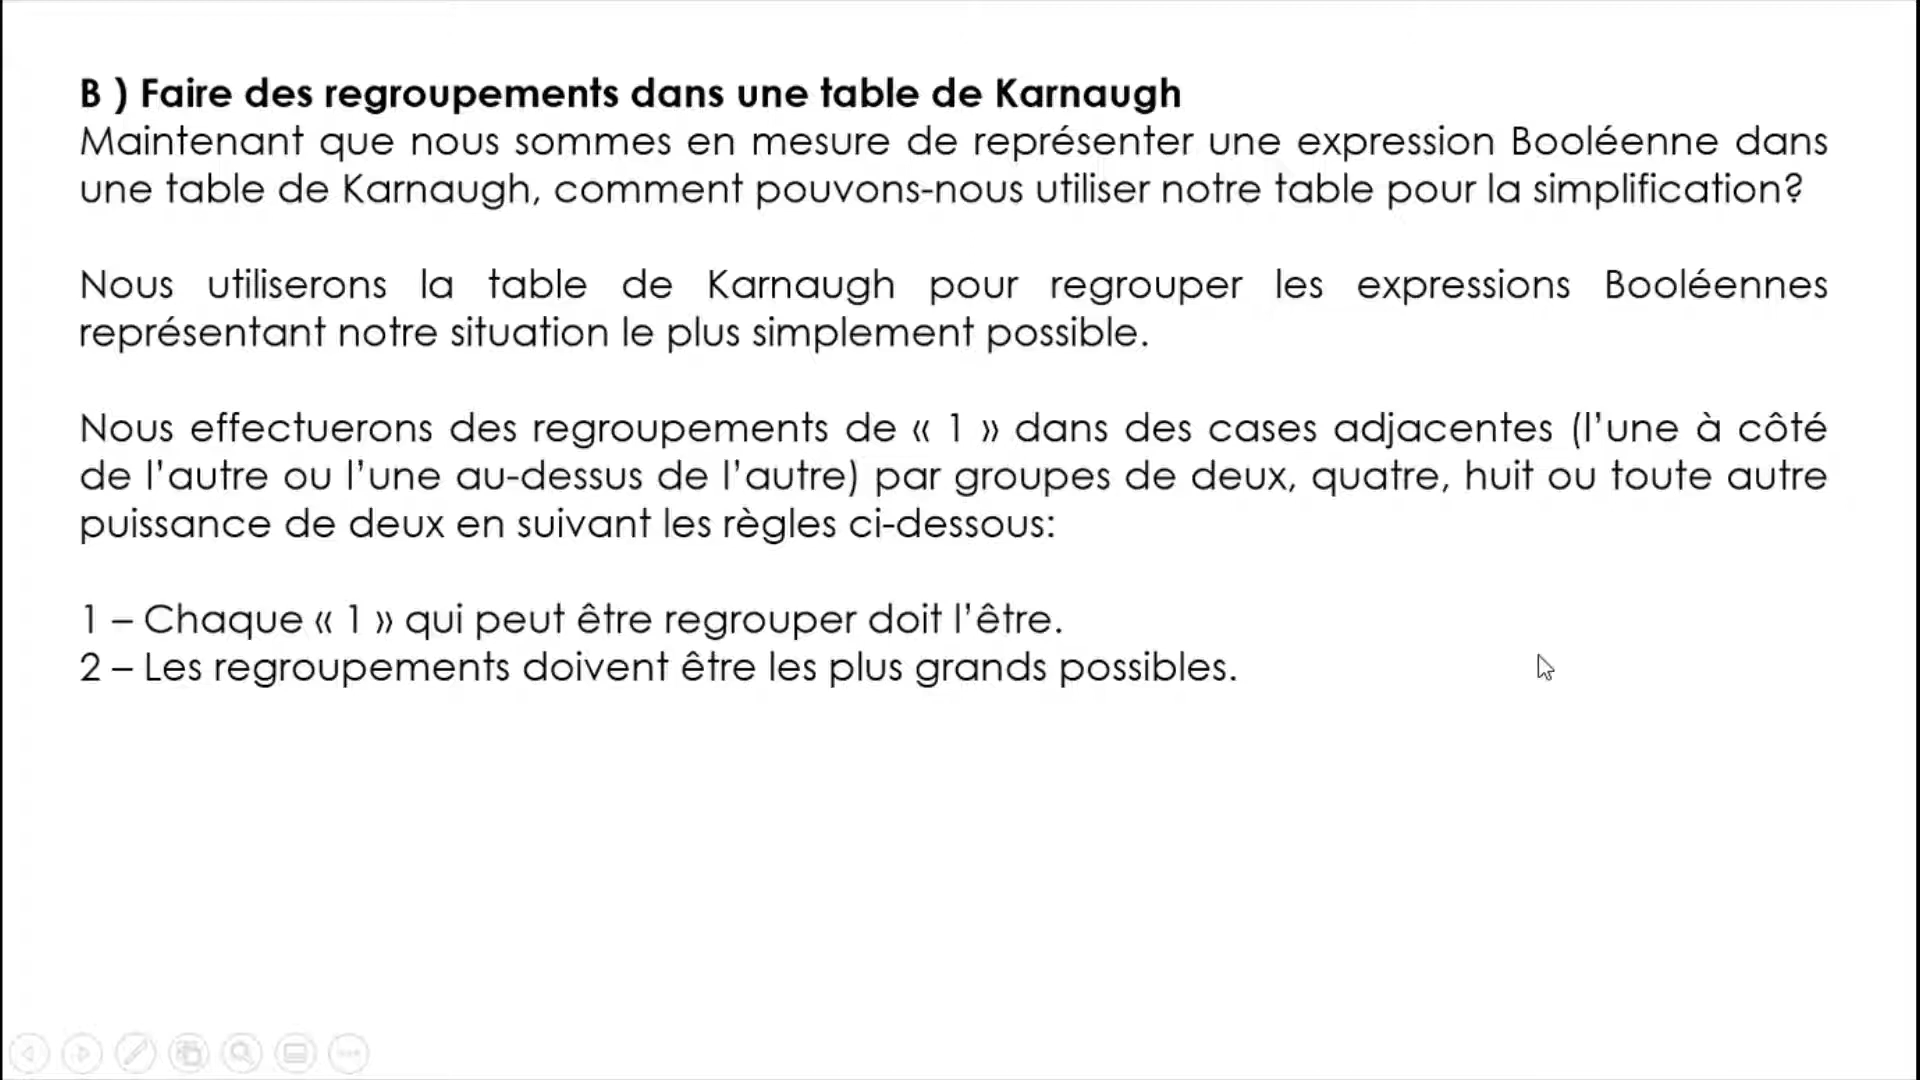 B ) Faire des regroupements dans une table de Karnaugh
Maintenant que nous sommes en mesure de représenter une expression Booléenne dans
une table de Karnaugh, comment pouvons-nous utiliser notre table pour la simplification?
Nous utiliserons la table de Karnaugh pour regrouper les expressions Booléennes
représentant notre situation le plus simplement possible.
Nous effectuerons des regroupements de « 1 » dans des cases adjacentes (l’une à côté
de l’autre ou l’une au-dessus de l’autre) par groupes de deux, quatre, huit ou toute autre
puissance de deux en suivant les règles ci-dessous:
1 – Chaque « 1 » qui peut être regrouper doit l’être.
2 – Les regroupements doivent être les plus grands possibles.